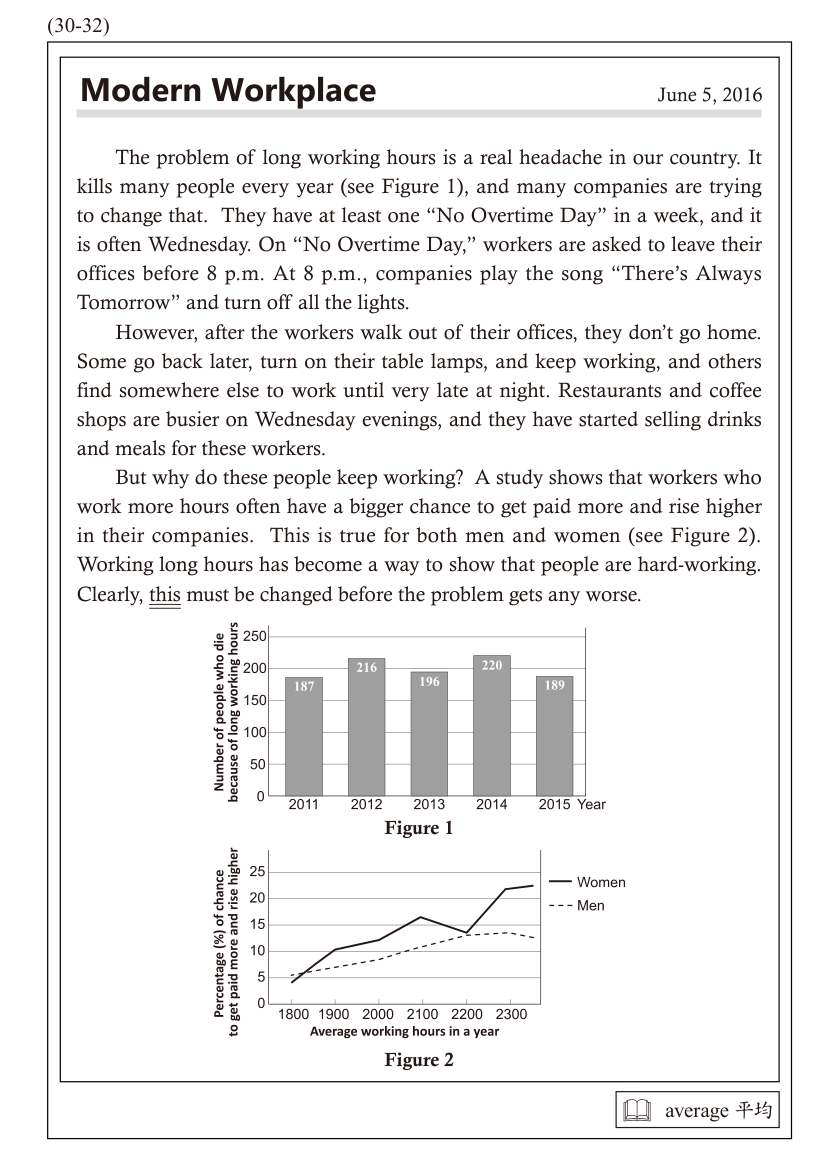 (30-32)
Modern Workplace
June 5, 2016
The problem of long working hours is a real headache in our country. It
kills many people every year (see Figure 1), and many companies are trying
to change that. They have at least one “No Overtime Day” in a week, and it
is often Wednesday. On “No Overtime Day,” workers are asked to leave their
offices before 8 p.m. At 8 p.m., companies play the song “There’s Always
Tomorrow” and turn off all the lights.
However, after the workers walk out of their offices, they don’t go home.
Some go back later, turn on their table lamps, and keep working, and others
find somewhere else to work until very late at night. Restaurants and coffee
shops are busier on Wednesday evenings, and they have started selling drinks
and meals for these workers.
But why do these people keep working? A study shows that workers who
work more hours often have a bigger chance to get paid more and rise higher
in their companies. This is true for both men and women (see Figure 2).
Working long hours has become a way to show that people are hard-working.
Clearly, this must be changed before the problem gets any worse.
Number of people who die
because of long working hours
250
200
150
100
50
0
187
216
196
220
189
2011 2012 2013 2014 2015 Year
Figure 1
Percentage (%) of chance
to get paid more and rise higher
25
20
15
10
5
0
Women
Men
1800 1900 2000 2100 2200 2300
Average working hours in a year
Figure 2
average 平均